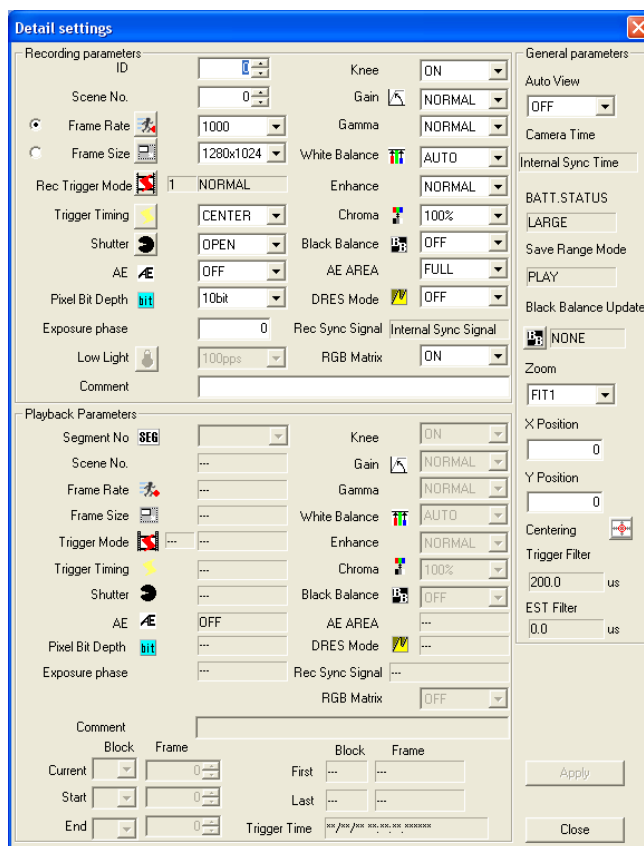 Detail settings
Recording parameters
ID 0 Knee ON
Scene No. 0 Gain NORMAL
Frame Rate 1000 Gamma NORMAL
Frame Size 1280x1024 White Balance AUTO
Rec Trigger Mode 1 NORMAL Enhance NORMAL
Trigger Timing CENTER Chroma 100%
Shutter OPEN Black Balance BB OFF
AE Æ OFF AE AREA FULL
Pixel Bit Depth bit 10bit DRES Mode OFF
Exposure phase 0 Rec Sync Signal Internal Sync Signal
Low Light 100pps RGB Matrix ON
Comment
Playback Parameters
Segment No SEG Knee ON
Scene No. --- Gain NORMAL
Frame Rate --- Gamma NORMAL
Frame Size --- White Balance AUTO
Trigger Mode --- --- Enhance NORMAL
Trigger Timing --- Chroma 100%
Shutter --- Black Balance BB OFF
AE Æ OFF AE AREA ---
Pixel Bit Depth bit --- DRES Mode ---
Exposure phase --- Rec Sync Signal ---
RGB Matrix OFF
Comment
Block Frame Block Frame
Current 0 First --- ---
Start 0 Last --- ---
End 0 Trigger Time **/**/** **:**:**.******
General parameters
Auto View
OFF
Camera Time
Internal Sync Time
BATT.STATUS
LARGE
Save Range Mode
PLAY
Black Balance Update
BB NONE
Zoom
FIT1
X Position
0
Y Position
0
Centering
Trigger Filter
200.0 us
EST Filter
0.0 us
Apply
Close